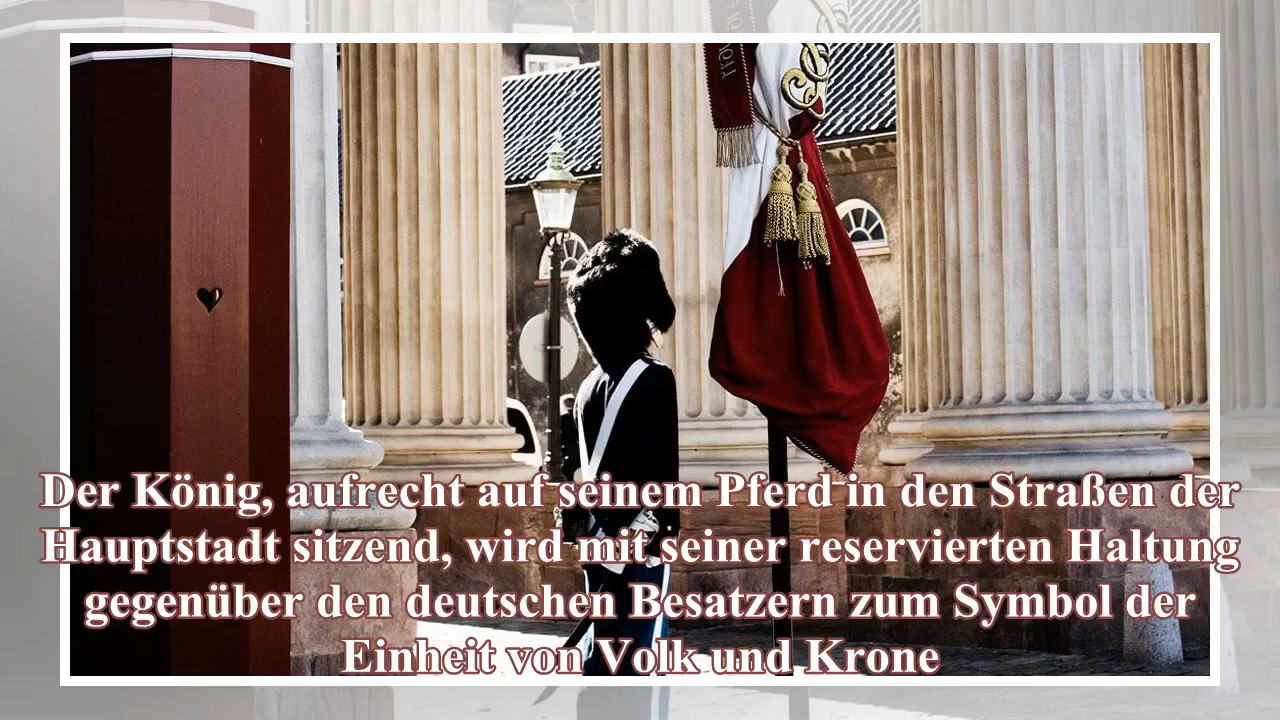 Der König, aufrecht auf seinem Pferd in den Straßen der
Hauptstadt sitzend, wird mit seiner reservierten Haltung
gegenüber den deutschen Besatzern zum Symbol der
Einheit von Volk und Krone